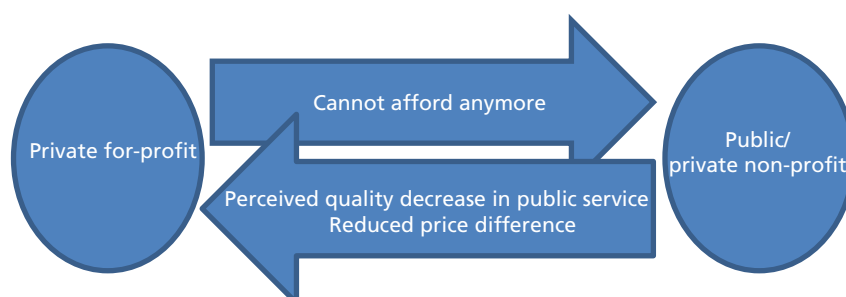 Private for-profit
Cannot afford anymore
Perceived quality decrease in public service
Reduced price difference
Public/
private non-profit